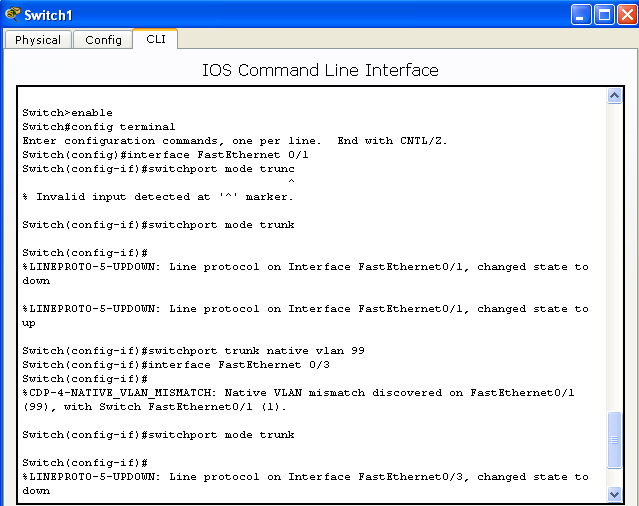 Switch1
Physical Config CLI
IOS Command Line Interface
Switch>enable
Switch#config terminal
Enter configuration commands, one per line.  End with CNTL/Z.
Switch(config)#interface FastEthernet 0/1
Switch(config-if)#switchport mode trunc
^
% Invalid input detected at '^' marker.
Switch(config-if)#switchport mode trunk
Switch(config-if)#
%LINEPROTO-5-UPDOWN: Line protocol on Interface FastEthernet0/1, changed state to
down
%LINEPROTO-5-UPDOWN: Line protocol on Interface FastEthernet0/1, changed state to
up
Switch(config-if)#switchport trunk native vlan 99
Switch(config-if)#interface FastEthernet 0/3
Switch(config-if)#
%CDP-4-NATIVE_VLAN_MISMATCH: Native VLAN mismatch discovered on FastEthernet0/1
(99), with Switch FastEthernet0/1 (1).
Switch(config-if)#switchport mode trunk
Switch(config-if)#
%LINEPROTO-5-UPDOWN: Line protocol on Interface FastEthernet0/3, changed state to
down